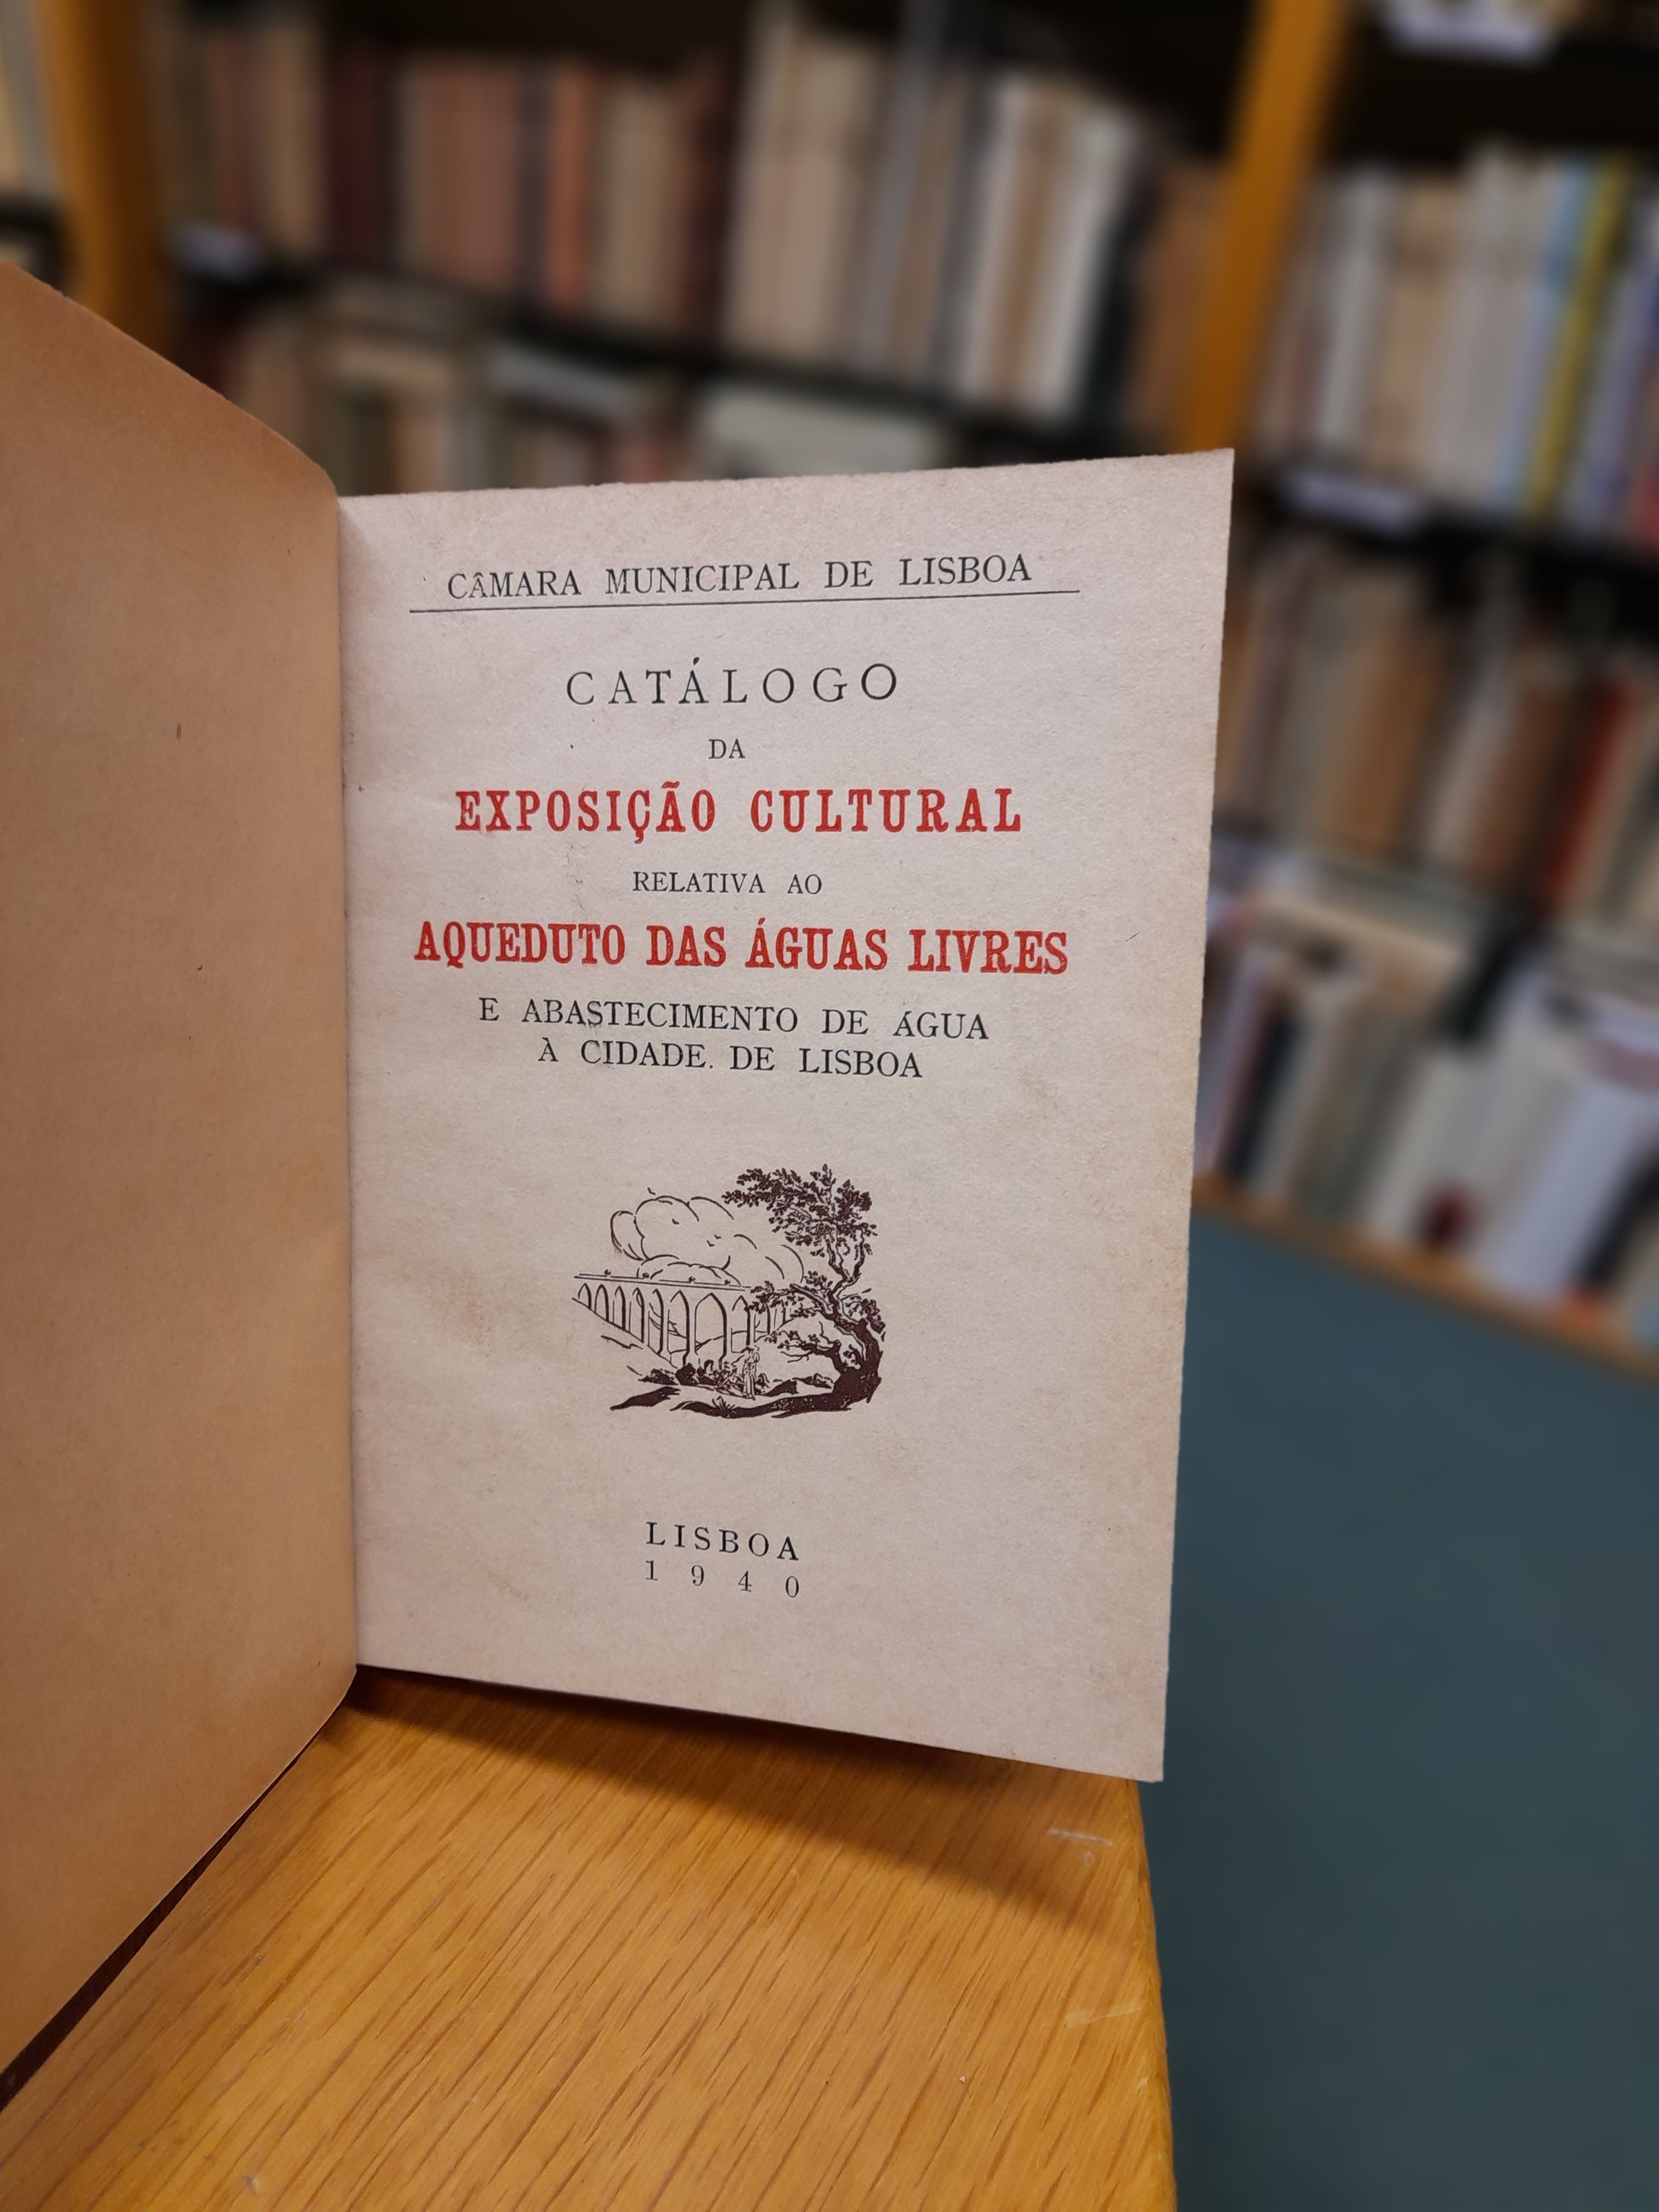 CÂMARA MUNICIPAL DE LISBOA
CATÁLOGO
DA
EXPOSIÇÃO CULTURAL
RELATIVA AO
AQUEDUTO DAS ÁGUAS LIVRES
E ABASTECIMENTO DE ÁGUA
À CIDADE. DE LISBOA
LISBOA
1940